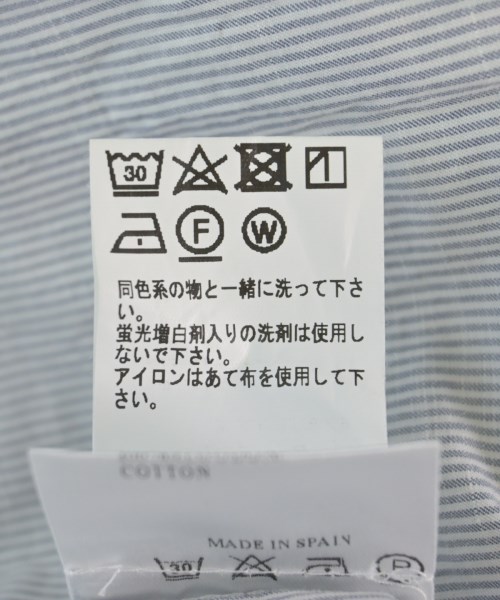 30
F W
同色系の物と一緒に洗って下さ
い。
蛍光増白剤入りの洗剤は使用し
ないで下さい。
アイロンはあて布を使用して下
さい。
COTTON
MADE IN SPAIN
30 P